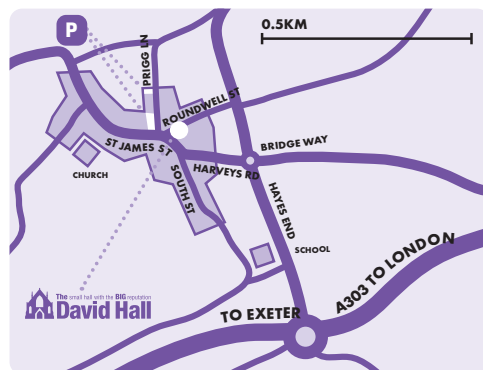 P
0.5KM
PRIGG LN
ROUNDWELL ST
ST JAMES ST
BRIDGE WAY
HARVEYS RD
CHURCH
SOUTH ST
HAYES END
SCHOOL
A303 TO LONDON
The small hall with the BIG reputation
David Hall
TO EXETER